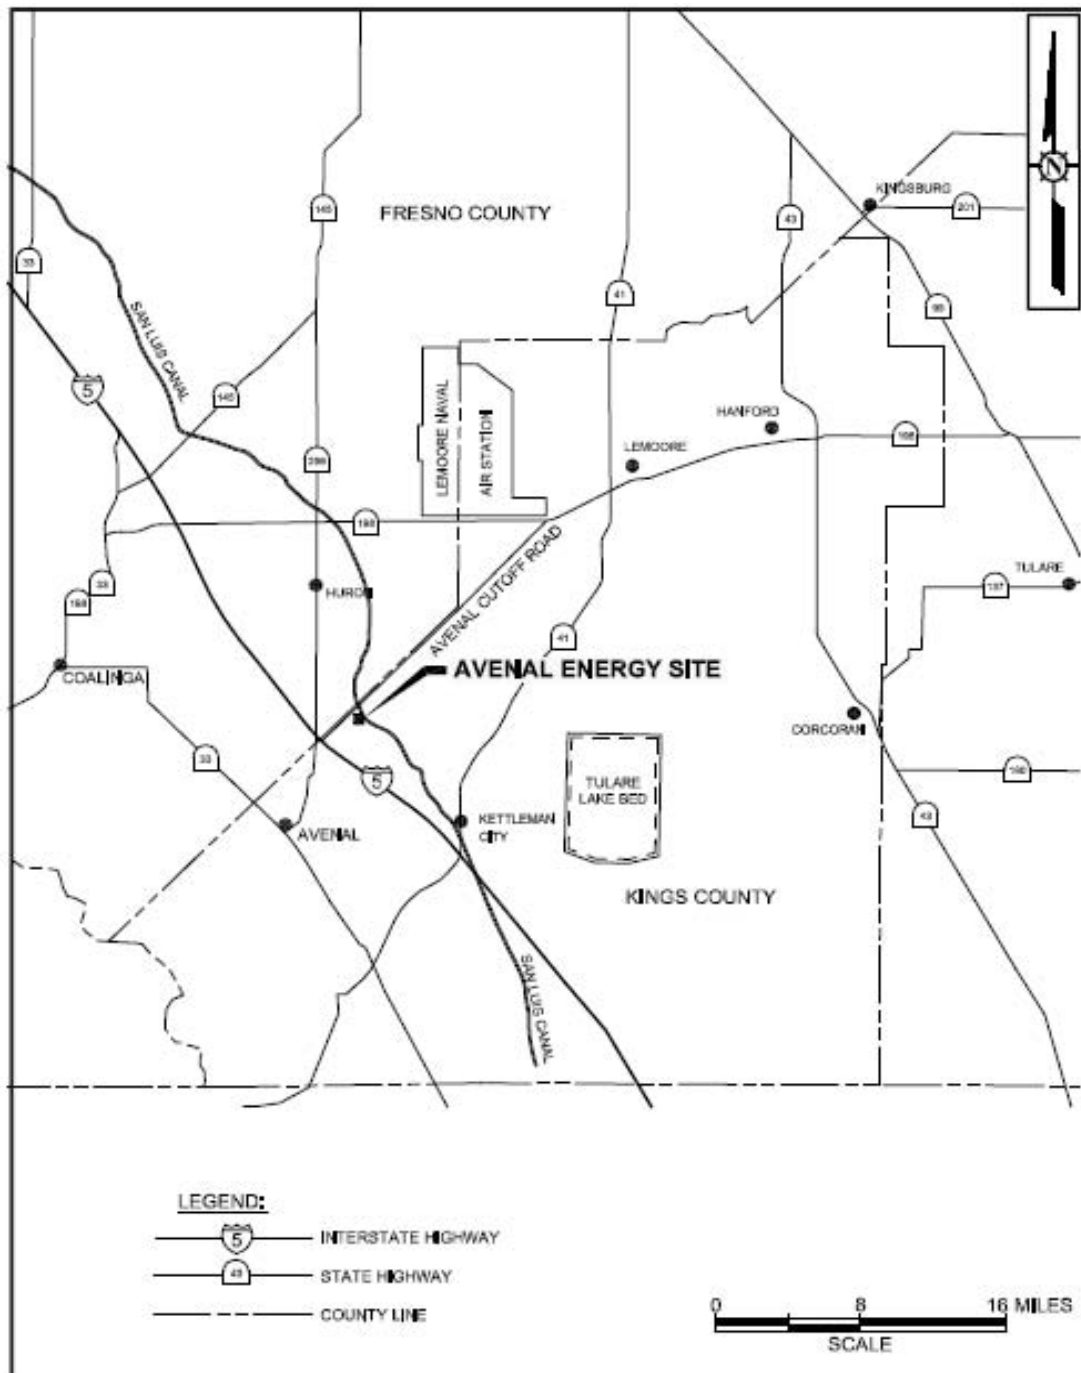 N
KINGSBURG
201
43
145
FRESNO COUNTY
33
41
SAN LUIS CANAL
5
145
LEMOORE NAVAL
AIR STATION
HANFORD
LEMOORE
198
269
198
AVENAL CUTOFF ROAD
TULARE
137
33
198
HURON
41
COALINGA
AVENAL ENERGY SITE
CORCORAN
33
5
TULARE
LAKE BED
AVENAL
KETTLEMAN
CITY
43
KINGS COUNTY
SAN LUIS CANAL
LEGEND:
5
INTERSTATE HIGHWAY
43
STATE HIGHWAY
COUNTY LINE
0 8 16 MILES
SCALE